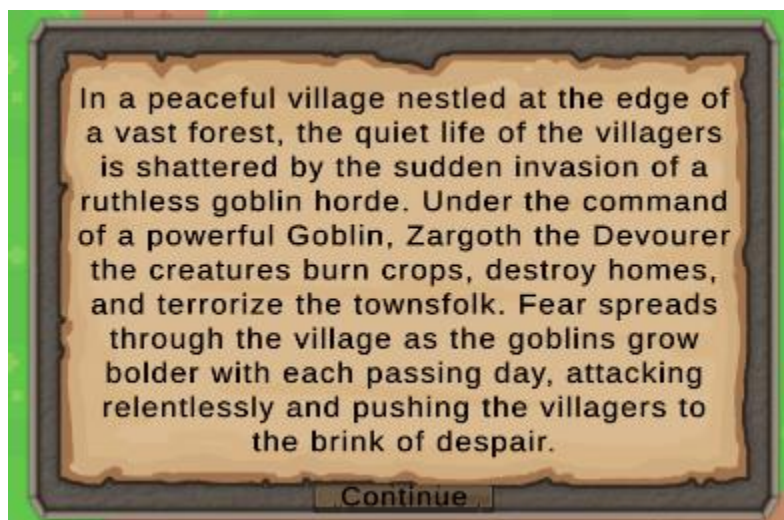 In a peaceful village nestled at the edge of
a vast forest, the quiet life of the villagers
is shattered by the sudden invasion of a
ruthless goblin horde. Under the command
of a powerful Goblin, Zargoth the Devourer
the creatures burn crops, destroy homes,
and terrorize the townsfolk. Fear spreads
through the village as the goblins grow
bolder with each passing day, attacking
relentlessly and pushing the villagers to
the brink of despair.
Continue